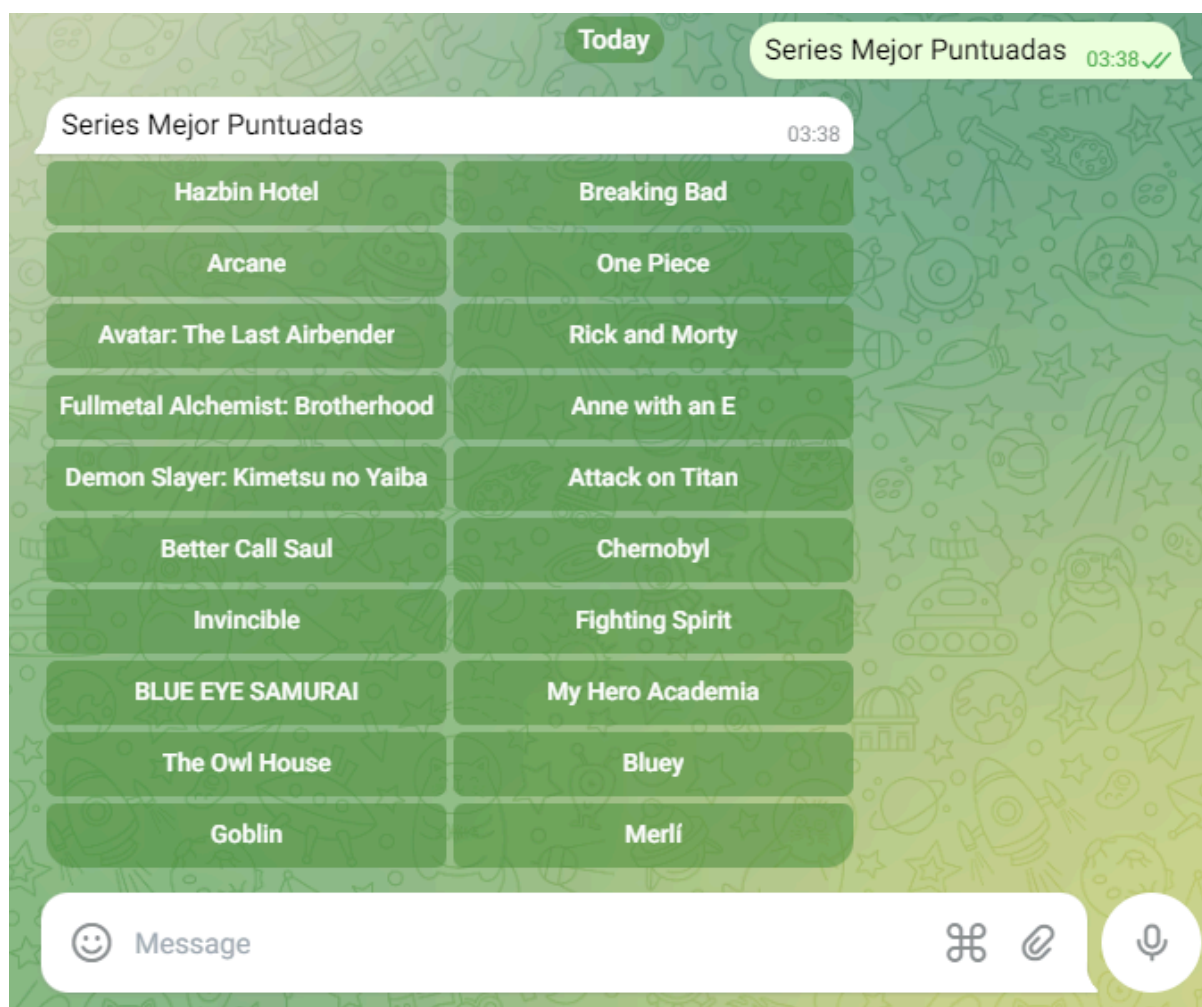 Today
Series Mejor Puntuadas 03:38
Series Mejor Puntuadas 03:38
E=mc²
Hazbin Hotel Breaking Bad
Arcane One Piece
Avatar: The Last Airbender Rick and Morty
Fullmetal Alchemist: Brotherhood Anne with an E
Demon Slayer: Kimetsu no Yaiba Attack on Titan
Better Call Saul Chernobyl
Invincible Fighting Spirit
BLUE EYE SAMURAI My Hero Academia
The Owl House Bluey
Goblin Merlí
Message